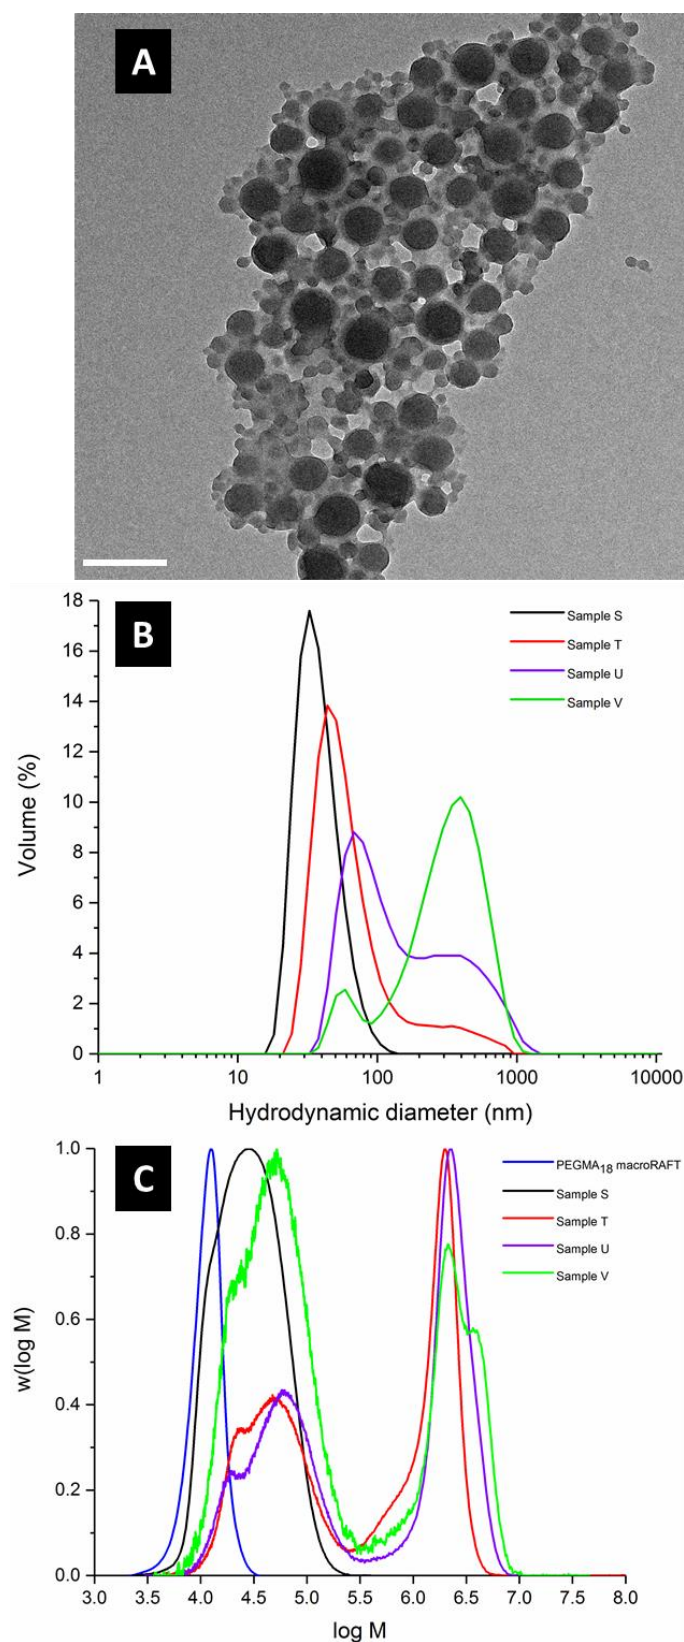 A
B
18
16
14
12
10
8
6
4
2
0
Volume (%)
Sample S
Sample T
Sample U
Sample V
1
10
100
1000
10000
Hydrodynamic diameter (nm)
C
1.0
0.8
0.6
0.4
0.2
0.0
w(log M)
PEGMA₁₈ macroRAFT
Sample S
Sample T
Sample U
Sample V
3.0
4.0
4.5
5.0
5.5
6.0
6.5
7.0
7.5
8.0
log M